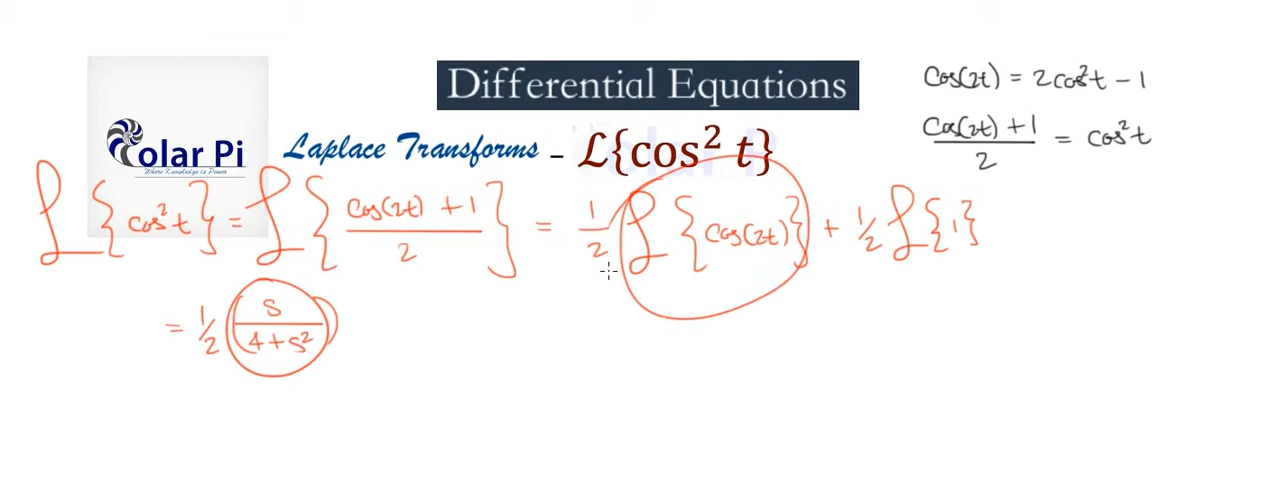 Differential Equations
cos(2t) = 2cos²t − 1
(cos(2t) + 1)/2 = cos²t
olar Pi
Where Knowledge is Power
Laplace Transforms – ℒ{cos² t}
ℒ{cos²t} = ℒ{(cos(2t) + 1)/2} = 1/2 ℒ{cos(2t)} + 1/2 ℒ{1}
= 1/2 (s/(4+s²))